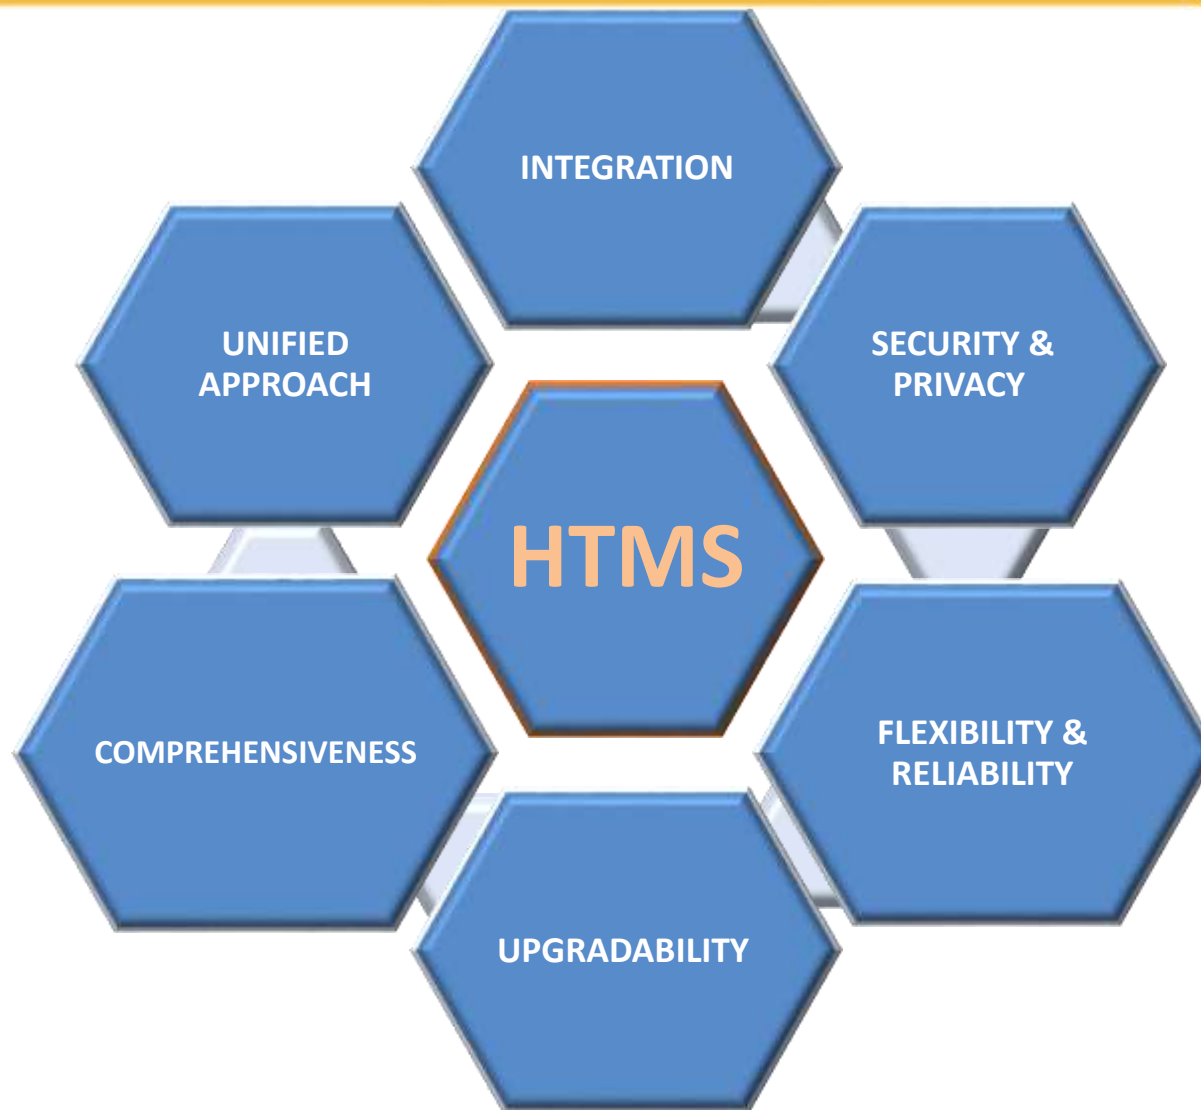 INTEGRATION
SECURITY &
PRIVACY
FLEXIBILITY &
RELIABILITY
UPGRADABILITY
COMPREHENSIVENESS
UNIFIED
APPROACH
HTMS